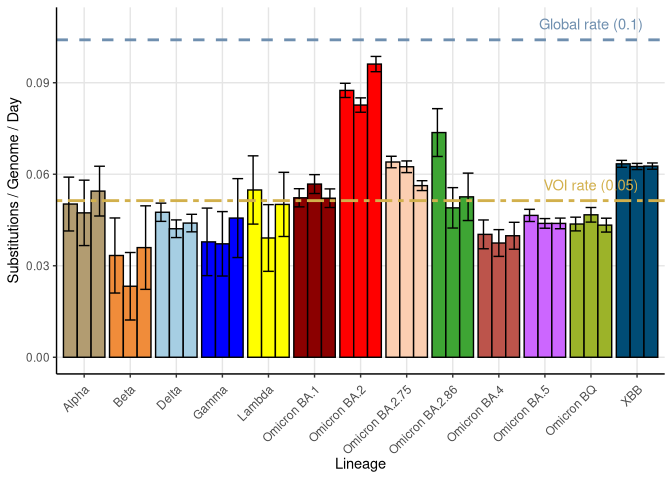 Global rate (0.1)
VOI rate (0.05)
Substitutions / Genome / Day
0.09
0.06
0.03
0.00
Alpha
Beta
Delta
Gamma
Lambda
Omicron BA.1
Omicron BA.2
Omicron BA.2.75
Omicron BA.2.86
Omicron BA.4
Omicron BA.5
Omicron BQ
XBB
Lineage